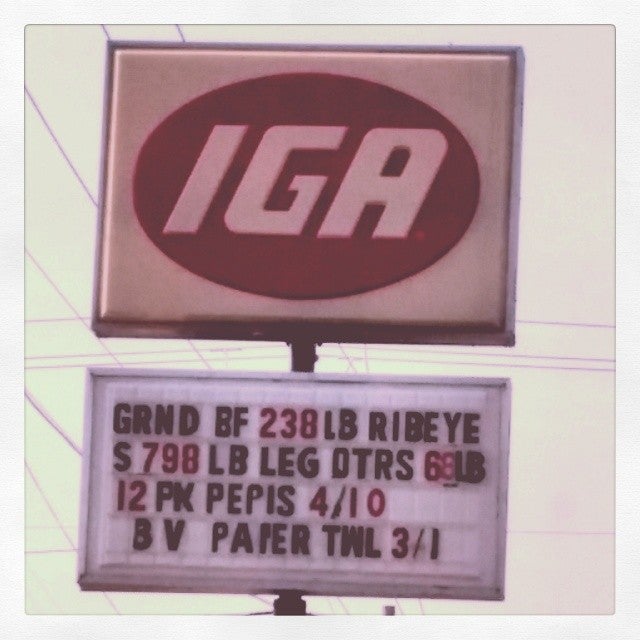 IGA
GRND BF 238 LB RIBEYE
S 798 LB LEG QTRS 68 LB
12 PK PEPIS 4/10
B V PAPER TWL 3/1